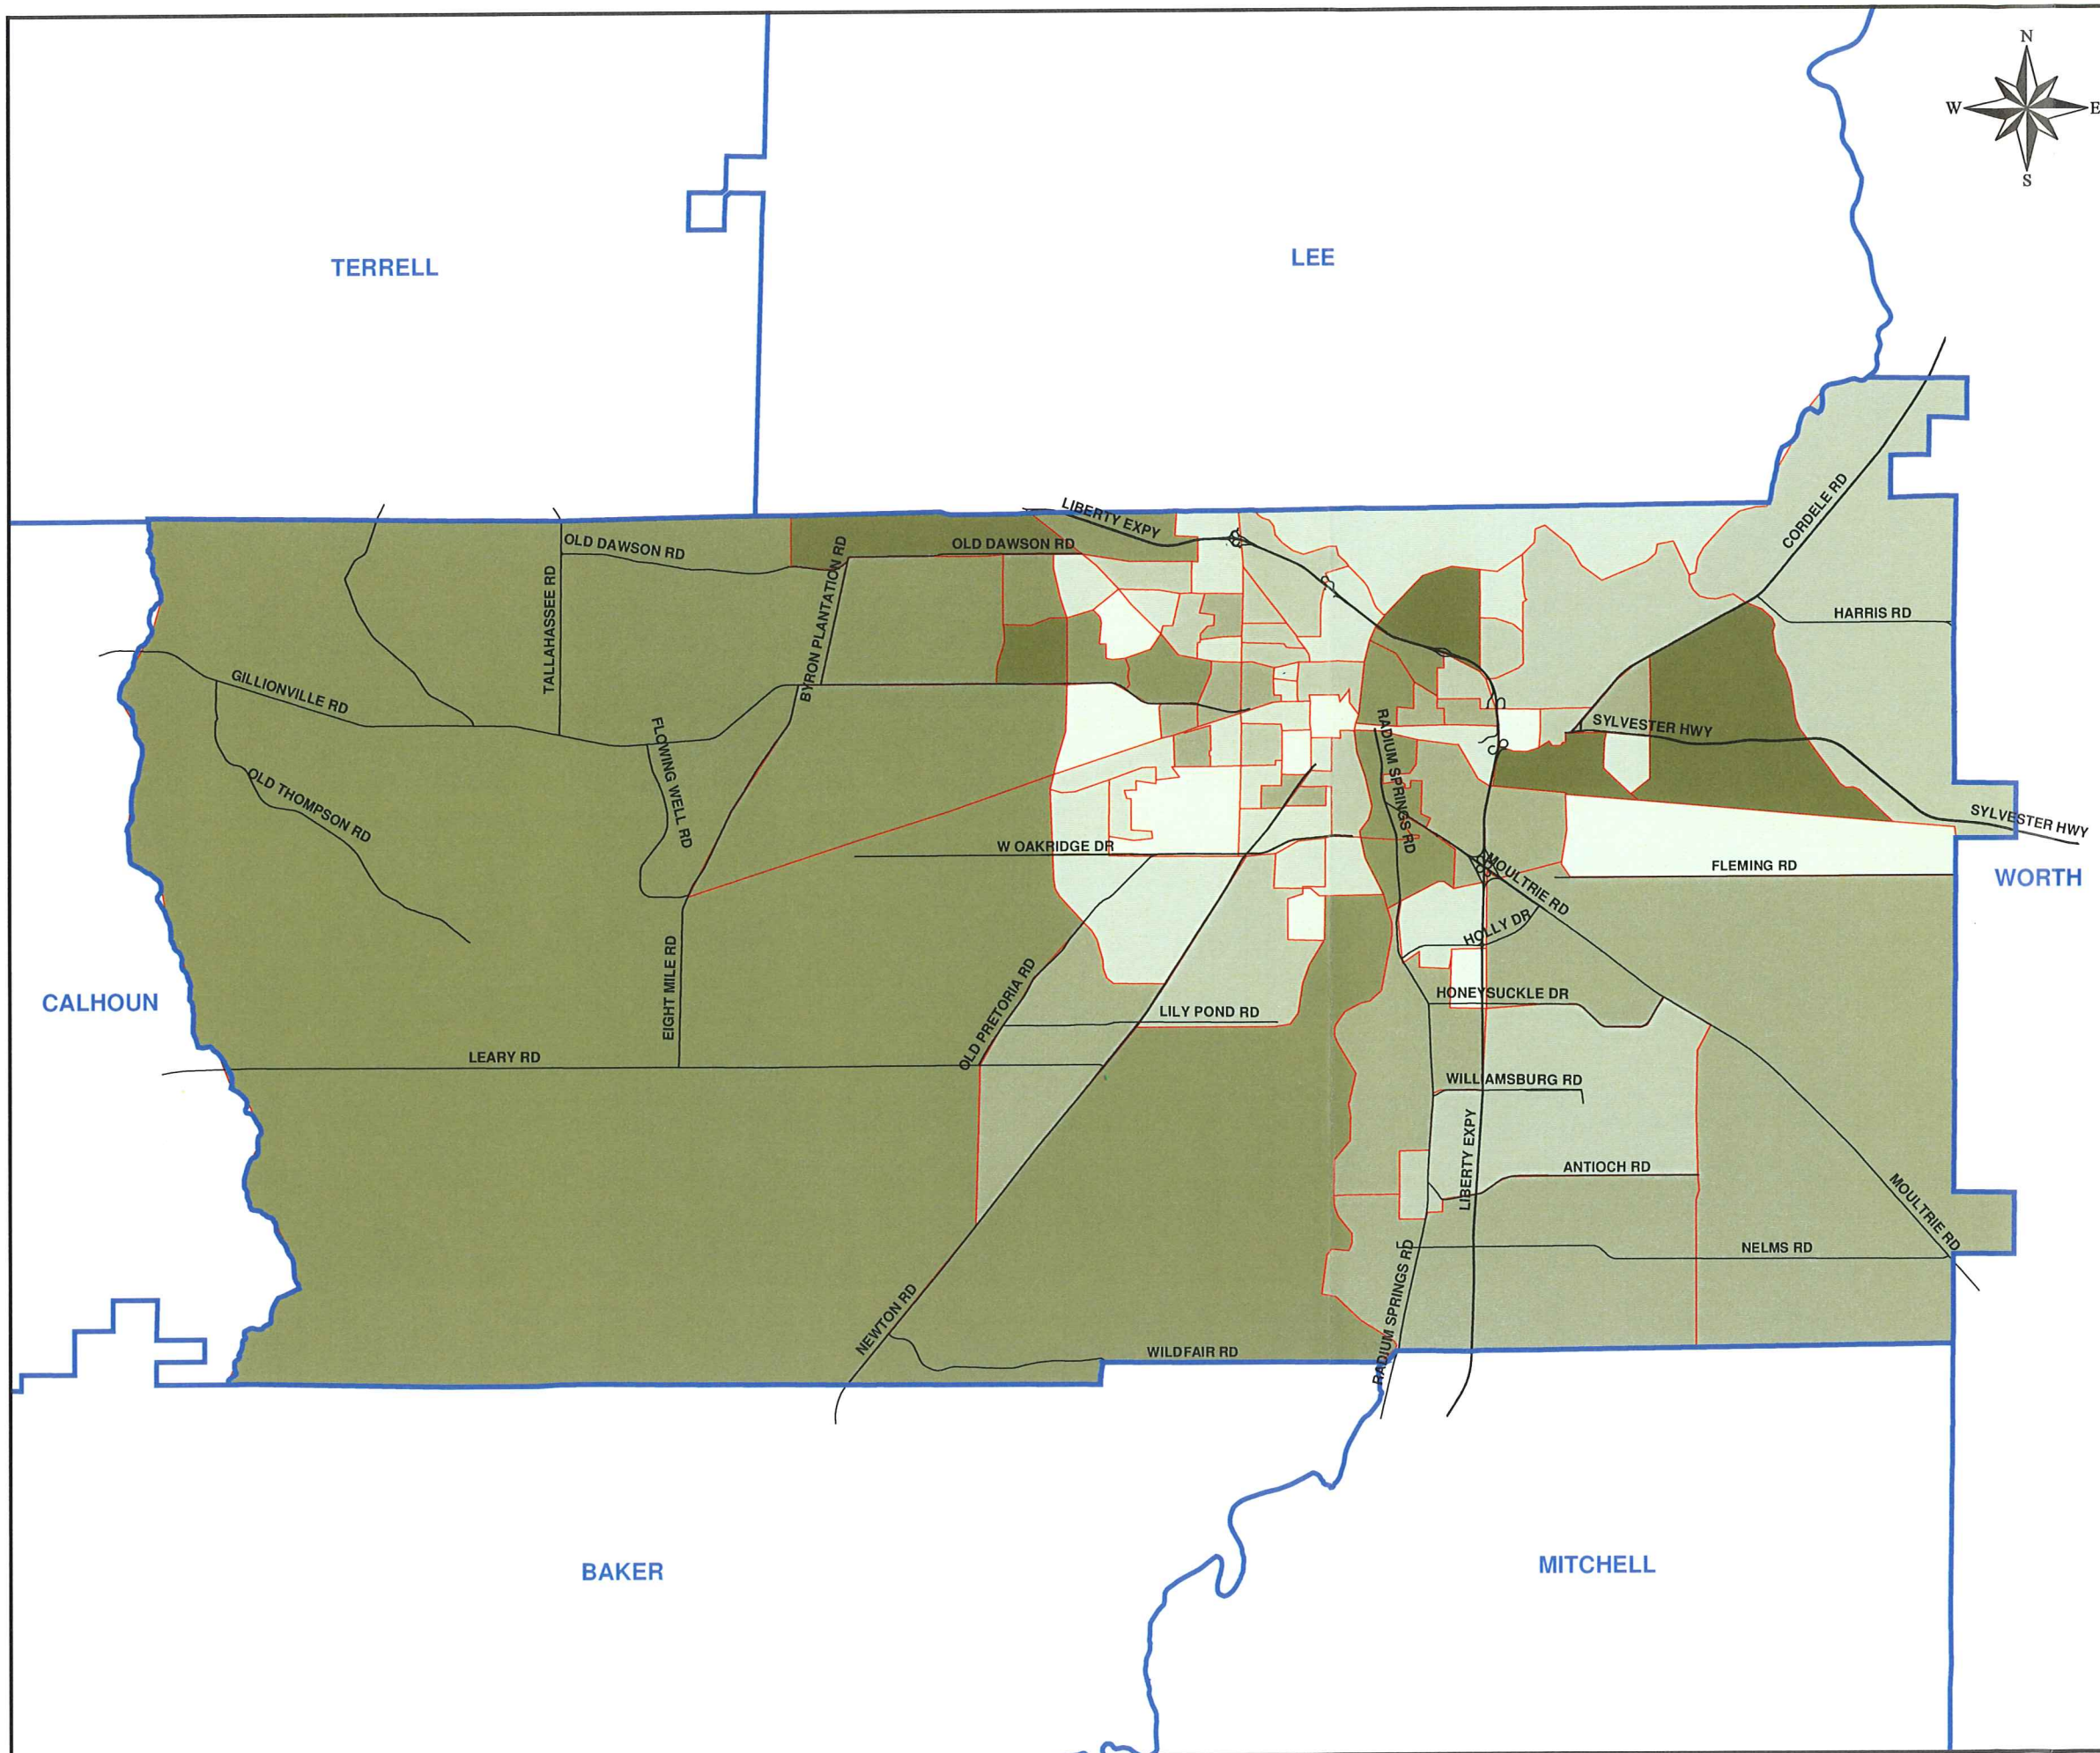 N
W E
S
TERRELL
LEE
LIBERTY EXPY
OLD DAWSON RD
OLD DAWSON RD
CORDELE RD
TALLAHASSEE RD
BYRON PLANTATION RD
HARRIS RD
GILLIONVILLE RD
FLOWING WELL RD
RADIUM SPRINGS RD
SYLVESTER HWY
OLD THOMPSON RD
SYLVESTER HWY
W OAKRIDGE DR
MOULTRIE RD
FLEMING RD
WORTH
HOLLY DR
CALHOUN
EIGHT MILE RD
OLD PRETORIA RD
HONEYSUCKLE DR
LILY POND RD
LEARY RD
WILLIAMSBURG RD
LIBERTY EXPY
ANTIOCH RD
MOULTRIE RD
NELMS RD
NEWTON RD
RADIUM SPRINGS RD
WILDFAIR RD
BAKER
MITCHELL